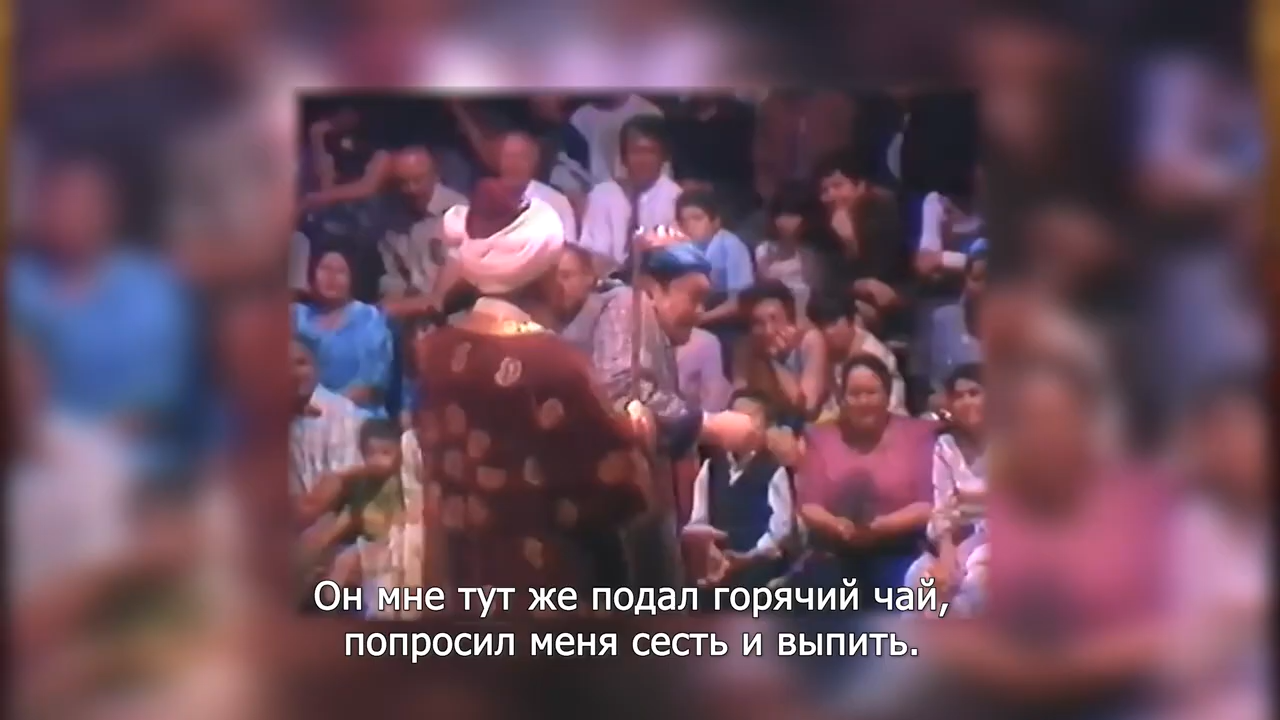 Он мне тут же подал горячий чай,
попросил меня сесть и выпить.